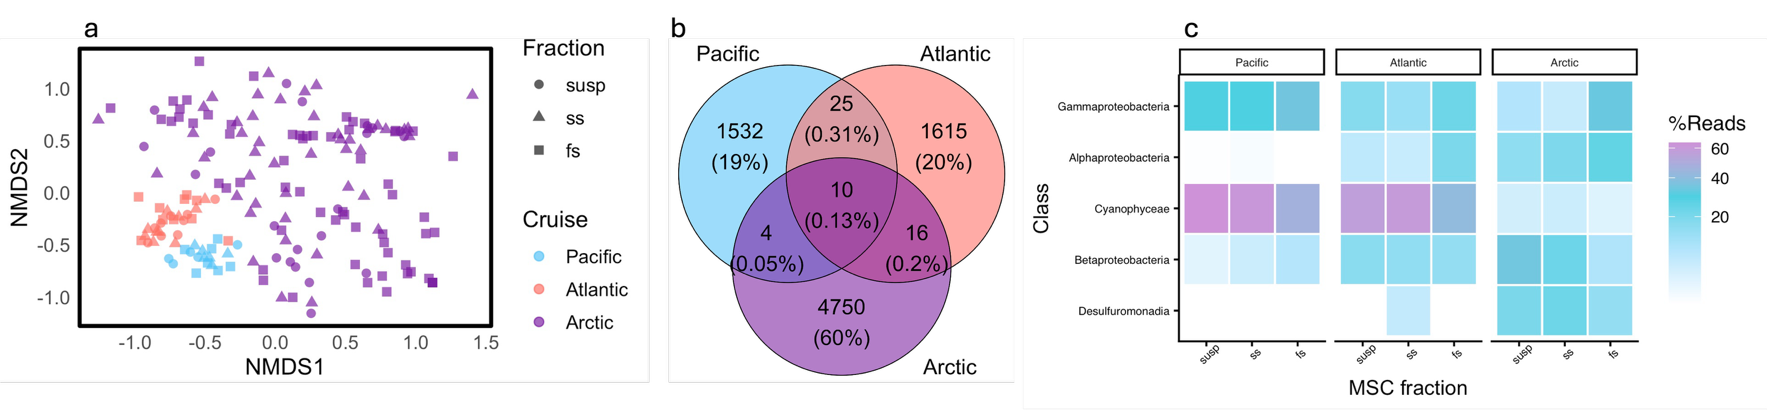 a
1.0
0.5
0.0
-0.5
-1.0
NMDS2
-1.0 -0.5 0.0 0.5 1.0 1.5
NMDS1
Fraction
susp
ss
fs
Cruise
Pacific
Atlantic
Arctic
b
Pacific
Atlantic
25
(0.31%)
1532
(19%)
1615
(20%)
10
(0.13%)
4
(0.05%)
16
(0.2%)
4750
(60%)
Arctic
c
Pacific Atlantic Arctic
Class
Gammaproteobacteria
Alphaproteobacteria
Cyanophyceae
Betaproteobacteria
Desulfuromonadia
susp ss fs susp ss fs susp ss fs
MSC fraction
%Reads
60
40
20